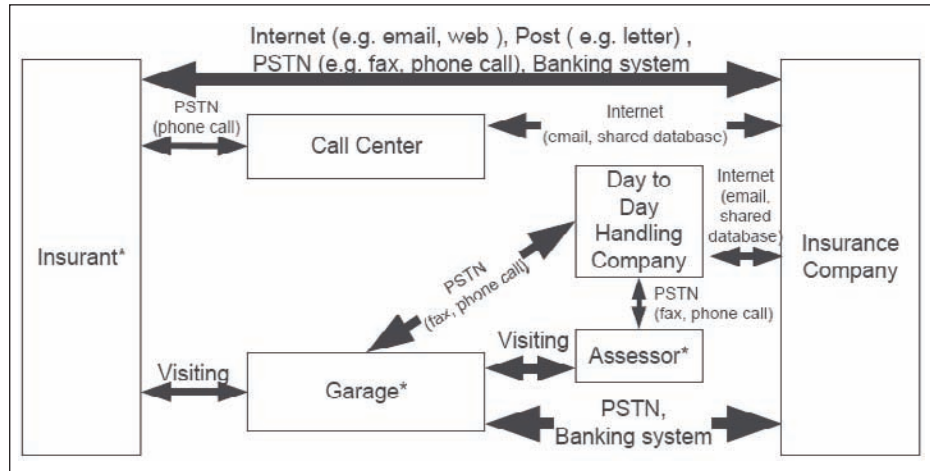 Internet (e.g. email, web ), Post ( e.g. letter) ,
PSTN (e.g. fax, phone call), Banking system
PSTN
(phone call)
Call Center
Internet
(email, shared database)
Insurant*
Day to
Day
Handling
Company
Internet
(email,
shared
database)
Insurance
Company
PSTN
(fax, phone call)
PSTN
(fax, phone call)
Visiting
Garage*
Visiting
Assessor*
PSTN,
Banking system